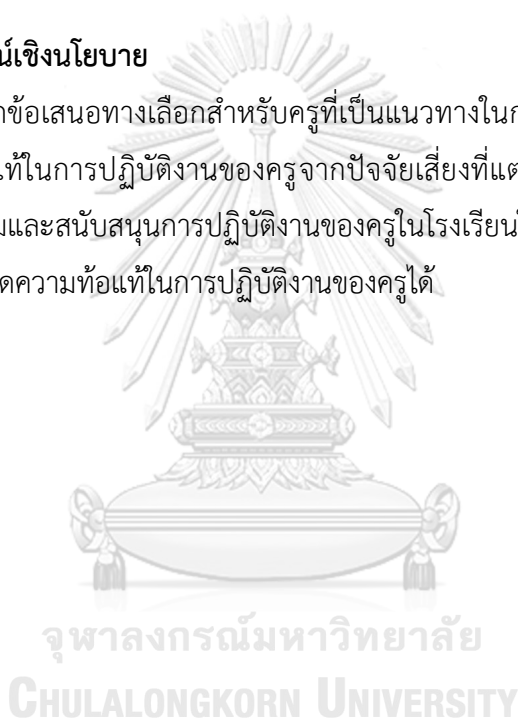 น์เชิงนโยบาย
าข้อเสนอทางเลือกสำหรับครูที่เป็นแนวทางในก
แท้ในการปฏิบัติงานของครูจากปัจจัยเสี่ยงที่แต
มและสนับสนุนการปฏิบัติงานของครูในโรงเรียน
ดความท้อแท้ในการปฏิบัติงานของครูได้
จุฬาลงกรณ์มหาวิทยาลัย
CHULALONGKORN UNIVERSITY